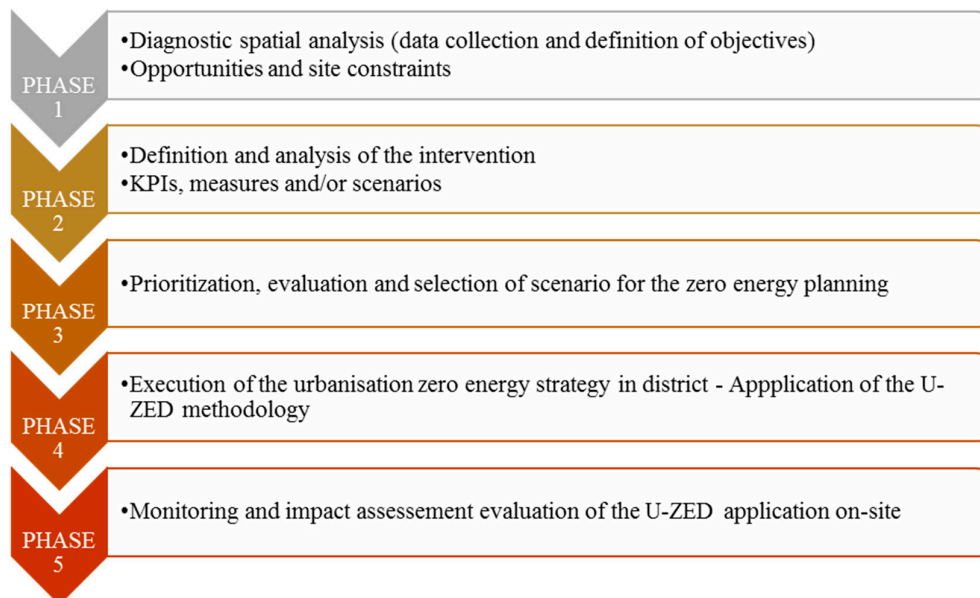 PHASE
1
•Diagnostic spatial analysis (data collection and definition of objectives)
•Opportunities and site constraints
PHASE
2
•Definition and analysis of the intervention
•KPIs, measures and/or scenarios
PHASE
3
•Prioritization, evaluation and selection of scenario for the zero energy planning
PHASE
4
•Execution of the urbanisation zero energy strategy in district - Appplication of the U-
ZED methodology
PHASE
5
•Monitoring and impact assessement evaluation of the U-ZED application on-site